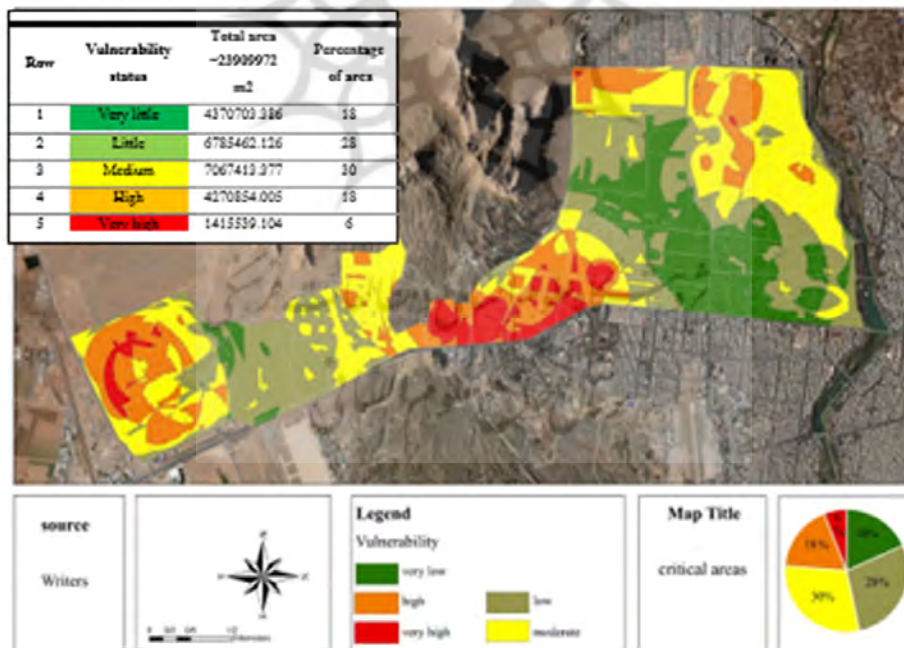 Row Vulnerability status Total area ~23909972 m2 Percentage of area
1 Very little 4370703.386 18
2 Little 6785462.126 28
3 Medium 7067413.377 30
4 High 4270854.005 18
5 Very high 1415539.104 6
source
Writers
Legend
Vulnerability
very low
high low
very high moderate
Map Title
critical areas
18%
28%
30%
18%